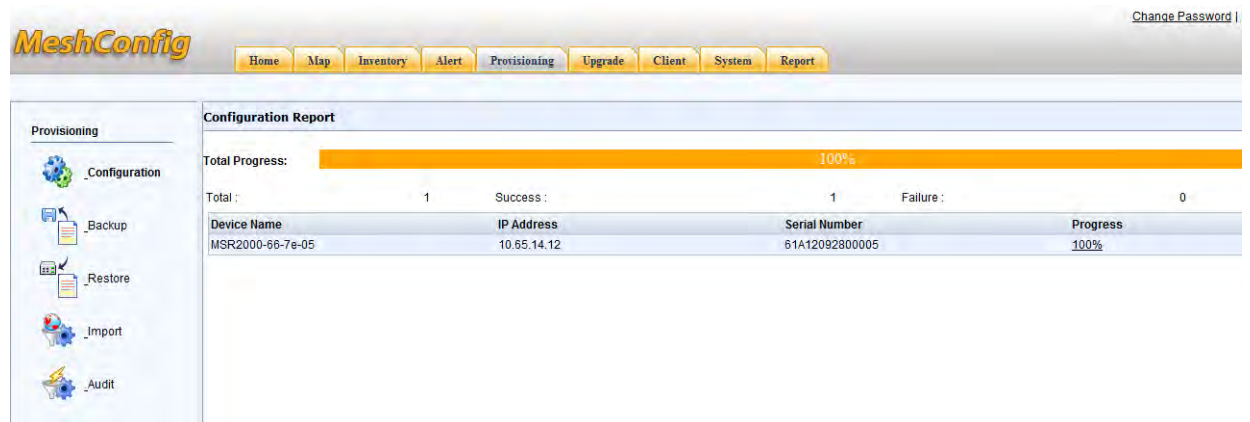 Change Password |
MeshConfig
Home Map Inventory Alert Provisioning Upgrade Client System Report
Provisioning
_Configuration
_Backup
_Restore
_Import
_Audit
Configuration Report
Total Progress: 100%
Total : 1 Success : 1 Failure : 0
Device Name IP Address Serial Number Progress
MSR2000-66-7e-05 10.65.14.12 61A12092800005 100%